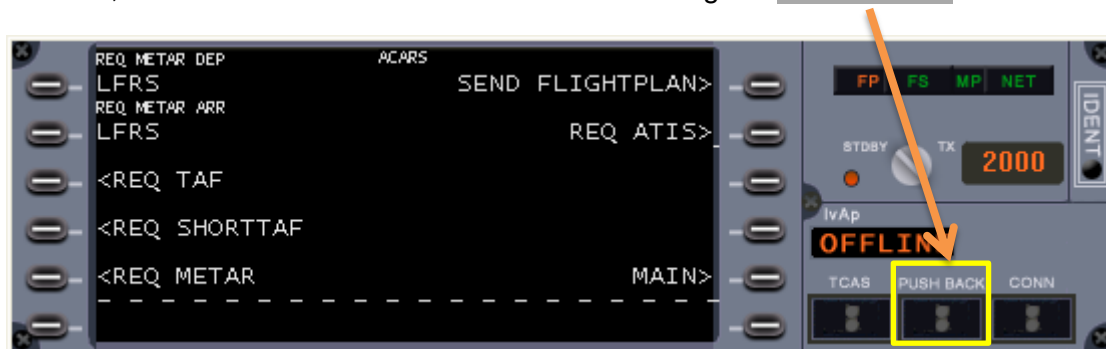 REQ METAR DEP ACARS
LFRS SEND FLIGHTPLAN>
REQ METAR ARR
LFRS REQ ATIS>
<REQ TAF
<REQ SHORTTAF
<REQ METAR MAIN>
FP FS MP NET
IDENT
STDBY TX 2000
IvAp
OFFLIN
TCAS PUSH BACK CONN